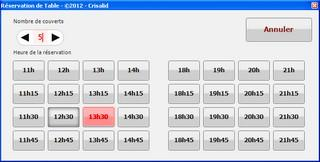 Réservation de Table - ©2012 - Crisalid
Nombre de couverts
5
Annuler
Heure de la réservation
11h 12h 13h 14h 18h 19h 20h 21h
11h15 12h15 13h15 14h15 18h15 19h15 20h15 21h15
11h30 12h30 13h30 14h30 18h30 19h30 20h30 21h30
11h45 12h45 13h45 14h45 18h45 19h45 20h45 21h45